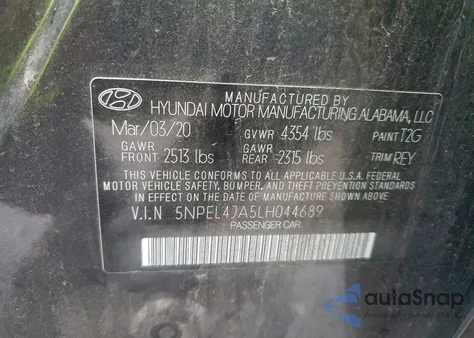 MANUFACTURED BY
HYUNDAI MOTOR MANUFACTURING ALABAMA, LLC
Mar/03/20 GVWR 4354 lbs PAINT T2G
GAWR FRONT 2513 lbs GAWR REAR 2315 lbs TRIM REY
THIS VEHICLE CONFORMS TO ALL APPLICABLE U.S.A. FEDERAL
MOTOR VEHICLE SAFETY, BUMPER, AND THEFT PREVENTION STANDARDS
IN EFFECT ON THE DATE OF MANUFACTURE SHOWN ABOVE.
V.I.N 5NPEL4JA5LH044689
PASSENGER CAR
autoSnap